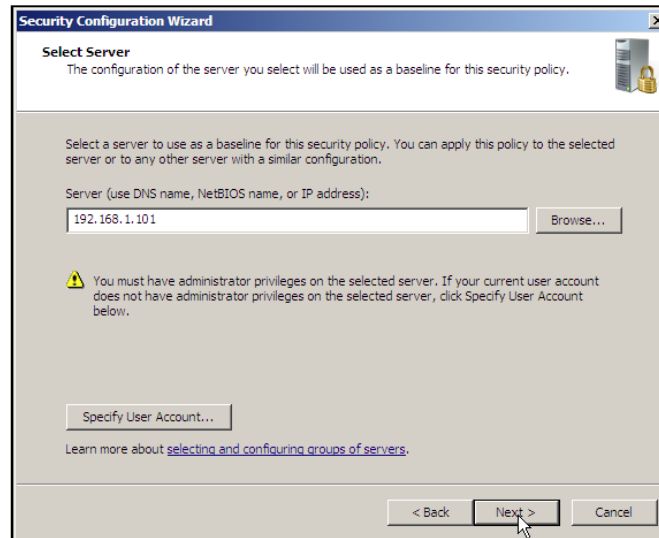 Security Configuration Wizard
Select Server
The configuration of the server you select will be used as a baseline for this security policy.
Select a server to use as a baseline for this security policy. You can apply this policy to the selected
server or to any other server with a similar configuration.
Server (use DNS name, NetBIOS name, or IP address):
192.168.1.101
Browse...
You must have administrator privileges on the selected server. If your current user account
does not have administrator privileges on the selected server, click Specify User Account
below.
Specify User Account...
Learn more about selecting and configuring groups of servers.
< Back
Next >
Cancel